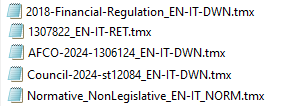 2018-Financial-Regulation_EN-IT-DWN.tmx
1307822_EN-IT-RET.tmx
AFCO-2024-1306124_EN-IT-DWN.tmx
Council-2024-st12084_EN-IT-DWN.tmx
Normative_NonLegislative_EN-IT_NORM.tmx